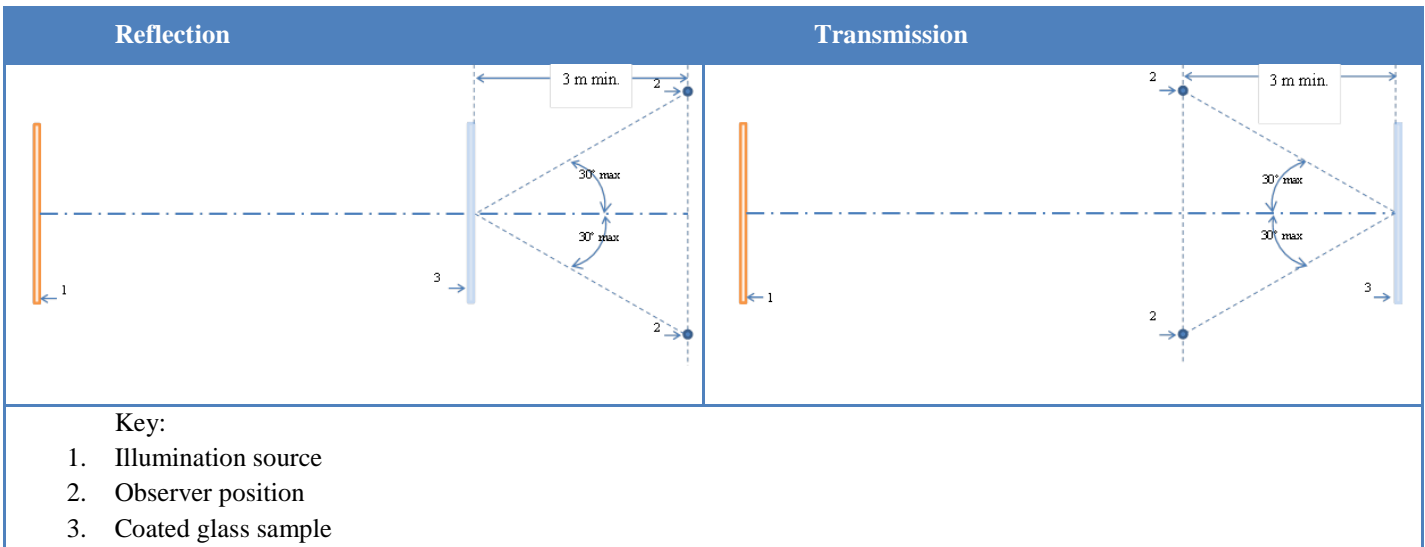 Reflection
Transmission
3 m min.
2
30° max
30° max
3
1
2
2
3 m min.
30° max
30° max
1
3
2
Key:
1. Illumination source
2. Observer position
3. Coated glass sample